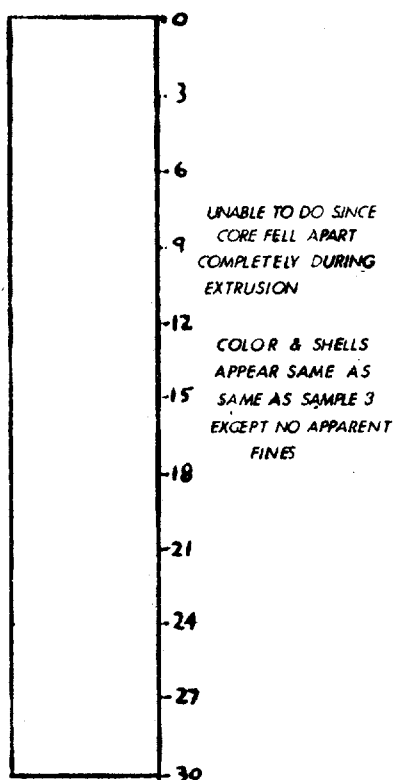 0
3
6
UNABLE TO DO SINCE
CORE FELL APART
9
COMPLETELY DURING
EXTRUSION
12
COLOR & SHELLS
APPEAR SAME AS
15
SAME AS SAMPLE 3
EXCEPT NO APPARENT
FINES
18
21
24
27
30